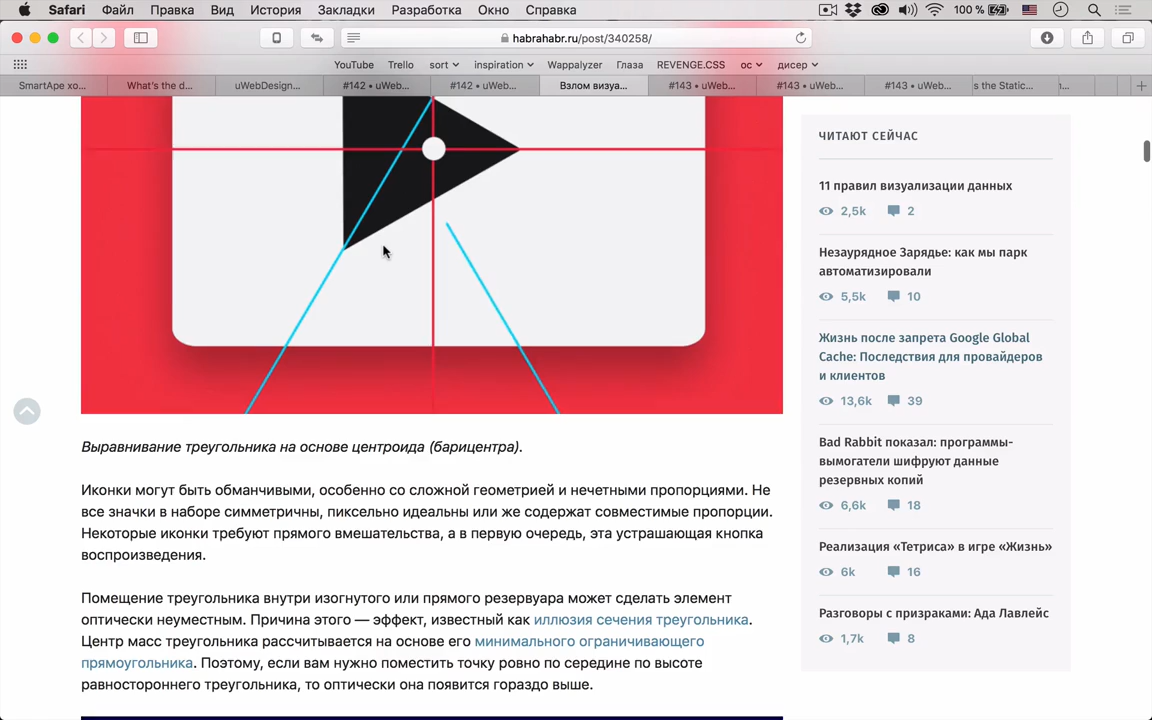 Safari Файл Правка Вид История Закладки Разработка Окно Справка 100 %
habrahabr.ru/post/340258/
YouTube Trello sort inspiration Wappalyzer Глаза REVENGE.CSS ос дисер
SmartApe хо... What's the d... uWebDesign... #142 • uWeb... #142 • uWeb... Взлом визуа... #143 • uWeb... #143 • uWeb... #143 • uWeb... s the Static...
Выравнивание треугольника на основе центроида (барицентра).
Иконки могут быть обманчивыми, особенно со сложной геометрией и нечетными пропорциями. Не
все значки в наборе симметричны, пиксельно идеальны или же содержат совместимые пропорции.
Некоторые иконки требуют прямого вмешательства, а в первую очередь, эта устрашающая кнопка
воспроизведения.
Помещение треугольника внутри изогнутого или прямого резервуара может сделать элемент
оптически неуместным. Причина этого — эффект, известный как иллюзия сечения треугольника.
Центр масс треугольника рассчитывается на основе его минимального ограничивающего
прямоугольника. Поэтому, если вам нужно поместить точку ровно по середине по высоте
равностороннего треугольника, то оптически она появится гораздо выше.
ЧИТАЮТ СЕЙЧАС
11 правил визуализации данных
2,5k 2
Незаурядное Зарядье: как мы парк
автоматизировали
5,5k 10
Жизнь после запрета Google Global
Cache: Последствия для провайдеров
и клиентов
13,6k 39
Bad Rabbit показал: программы-
вымогатели шифруют данные
резервных копий
6,6k 18
Реализация «Тетриса» в игре «Жизнь»
6k 16
Разговоры с призраками: Ада Лавлейс
1,7k 8